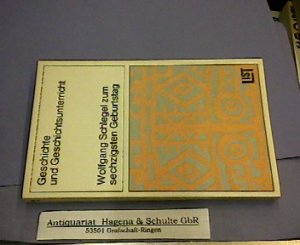 Geschichte
und Geschichtsunterricht
Wolfgang Schlegel zum
sechzigsten Geburtstag
LIST
Antiquariat Hagena & Schulte GbR
53501 Grafschaft-Ringen